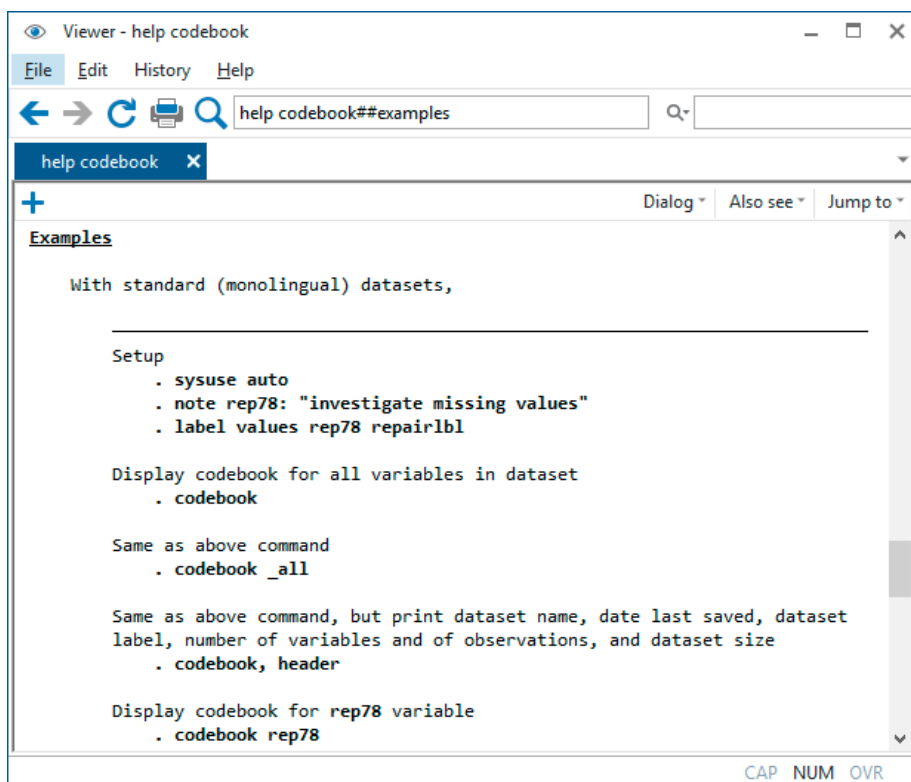 Viewer - help codebook
File Edit History Help
help codebook##examples
help codebook
Dialog Also see Jump to
Examples
With standard (monolingual) datasets,
Setup
. sysuse auto
. note rep78: "investigate missing values"
. label values rep78 repairlbl
Display codebook for all variables in dataset
. codebook
Same as above command
. codebook _all
Same as above command, but print dataset name, date last saved, dataset
label, number of variables and of observations, and dataset size
. codebook, header
Display codebook for rep78 variable
. codebook rep78
CAP NUM OVR